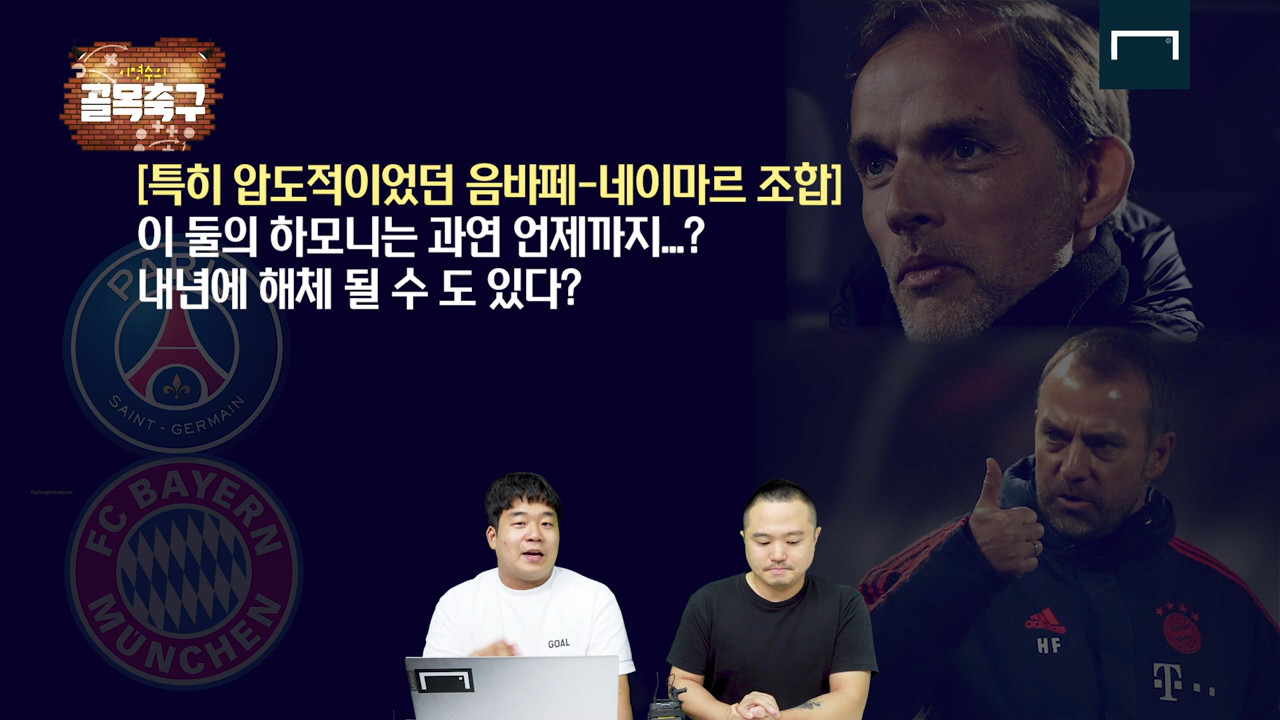 골목축구
[특히 압도적이었던 음바페-네이마르 조합]
이 둘의 하모니는 과연 언제까지...?
내년에 해체 될 수 도 있다?
PARIS
SAINT - GERMAIN
FC BAYERN
MÜNCHEN
GOAL
adidas
HF
T